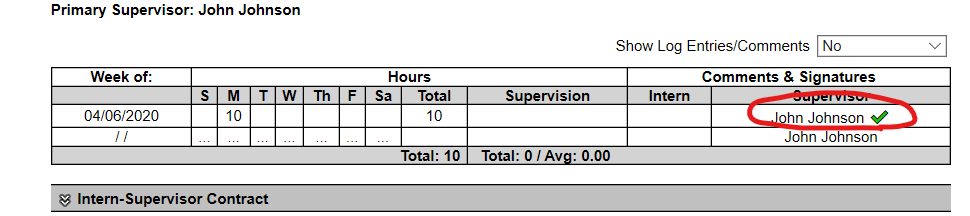 Primary Supervisor: John Johnson
Show Log Entries/Comments No
Week of: Hours Comments & Signatures
S M T W Th F Sa Total Supervision Intern Supervisor
04/06/2020 10 10 John Johnson
/ / ... ... ... ... ... ... ... John Johnson
Total: 10 Total: 0 / Avg: 0.00
Intern-Supervisor Contract